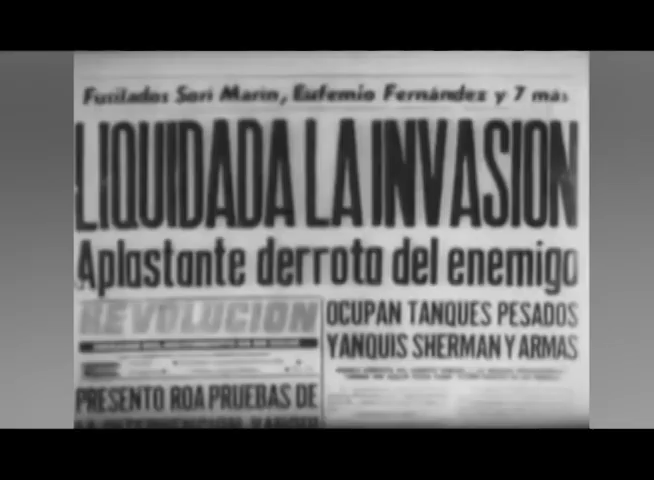 Fusilados Sori Marin, Eufemio Fernández y 7 más
LIQUIDADA LA INVASION
Aplastante derrota del enemigo
REVOLUCION
OCUPAN TANQUES PESADOS
YANQUIS SHERMAN Y ARMAS
PRESENTO ROA PRUEBAS DE